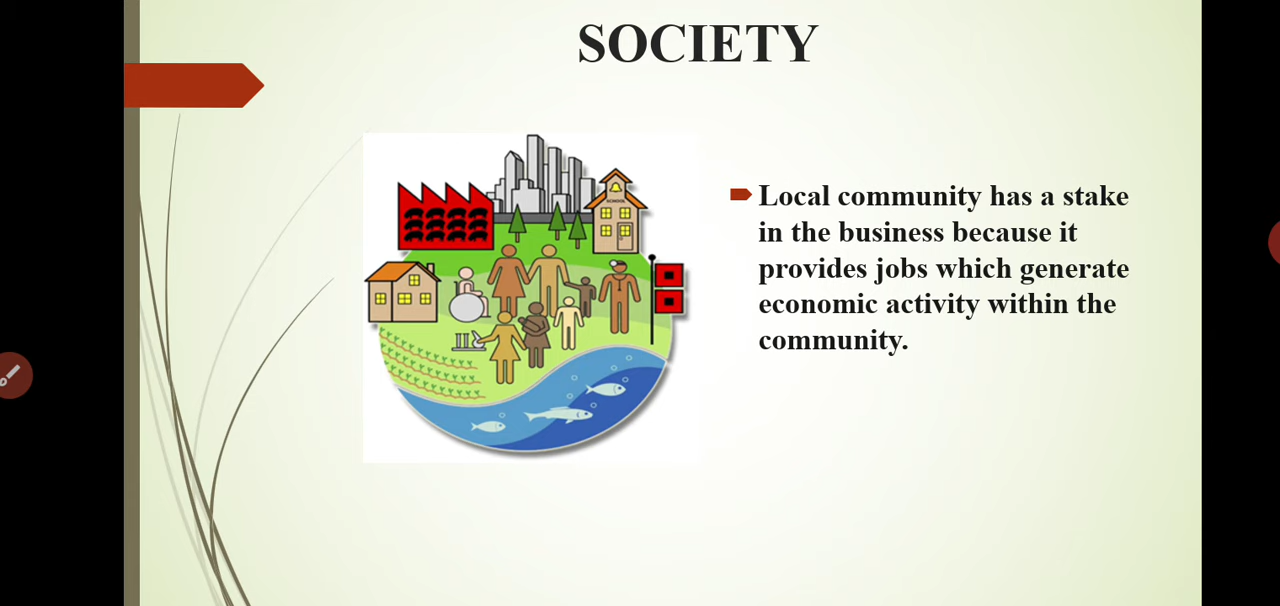 SOCIETY
SCHOOL
Local community has a stake
in the business because it
provides jobs which generate
economic activity within the
community.